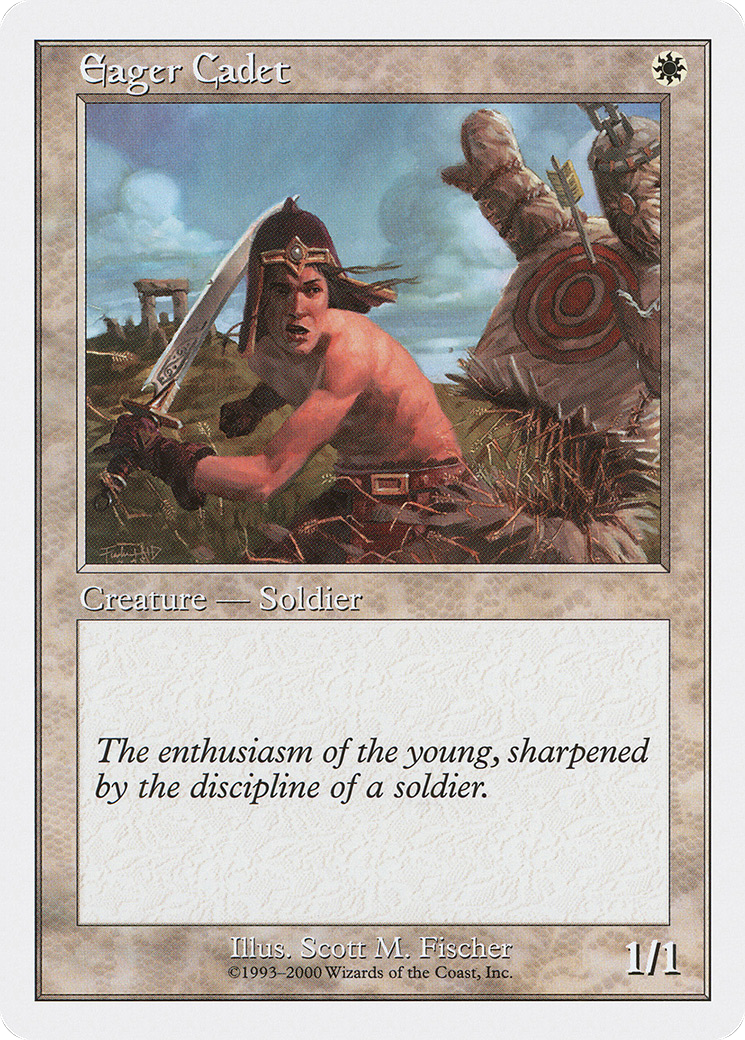 Eager Cadet
Creature — Soldier
The enthusiasm of the young, sharpened
by the discipline of a soldier.
Illus. Scott M. Fischer
©1993–2000 Wizards of the Coast, Inc.
1/1